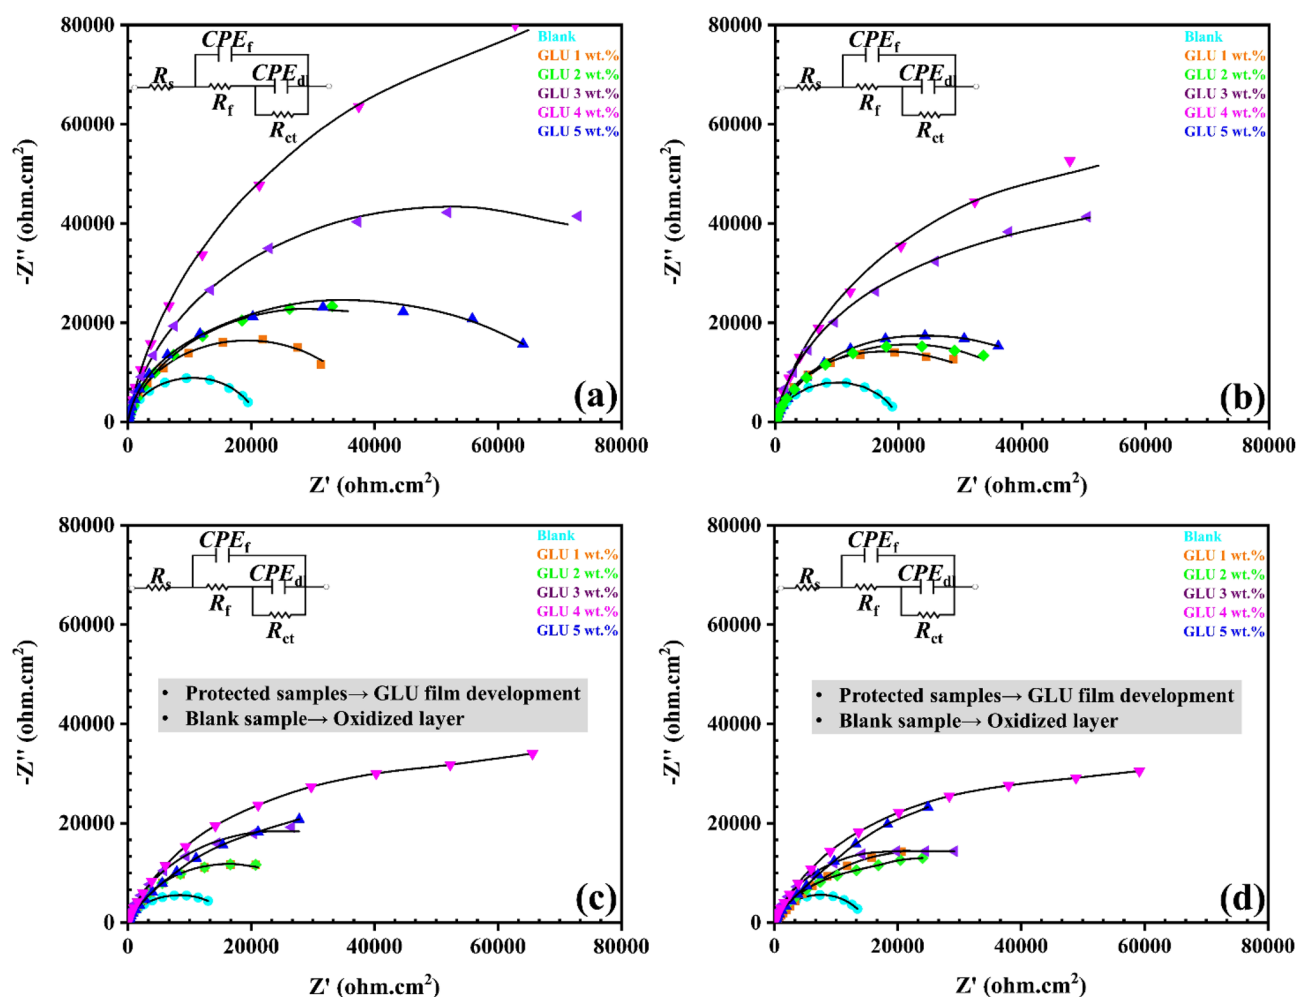 80000
60000
40000
20000
0
-Z'' (ohm.cm²)
CPEf
Rs
CPEdl
Rf
Rct
Blank
GLU 1 wt.%
GLU 2 wt.%
GLU 3 wt.%
GLU 4 wt.%
GLU 5 wt.%
(a)
0 20000 40000 60000 80000
Z' (ohm.cm²)
80000
60000
40000
20000
0
-Z'' (ohm.cm²)
CPEf
Rs
CPEdl
Rf
Rct
Blank
GLU 1 wt.%
GLU 2 wt.%
GLU 3 wt.%
GLU 4 wt.%
GLU 5 wt.%
(b)
0 20000 40000 60000 80000
Z' (ohm.cm²)
80000
60000
40000
20000
0
-Z'' (ohm.cm²)
CPEf
Rs
CPEdl
Rf
Rct
Blank
GLU 1 wt.%
GLU 2 wt.%
GLU 3 wt.%
GLU 4 wt.%
GLU 5 wt.%
• Protected samples→ GLU film development
• Blank sample→ Oxidized layer
(c)
0 20000 40000 60000 80000
Z' (ohm.cm²)
80000
60000
40000
20000
0
-Z'' (ohm.cm²)
CPEf
Rs
CPEdl
Rf
Rct
Blank
GLU 1 wt.%
GLU 2 wt.%
GLU 3 wt.%
GLU 4 wt.%
GLU 5 wt.%
• Protected samples→ GLU film development
• Blank sample→ Oxidized layer
(d)
0 20000 40000 60000 80000
Z' (ohm.cm²)